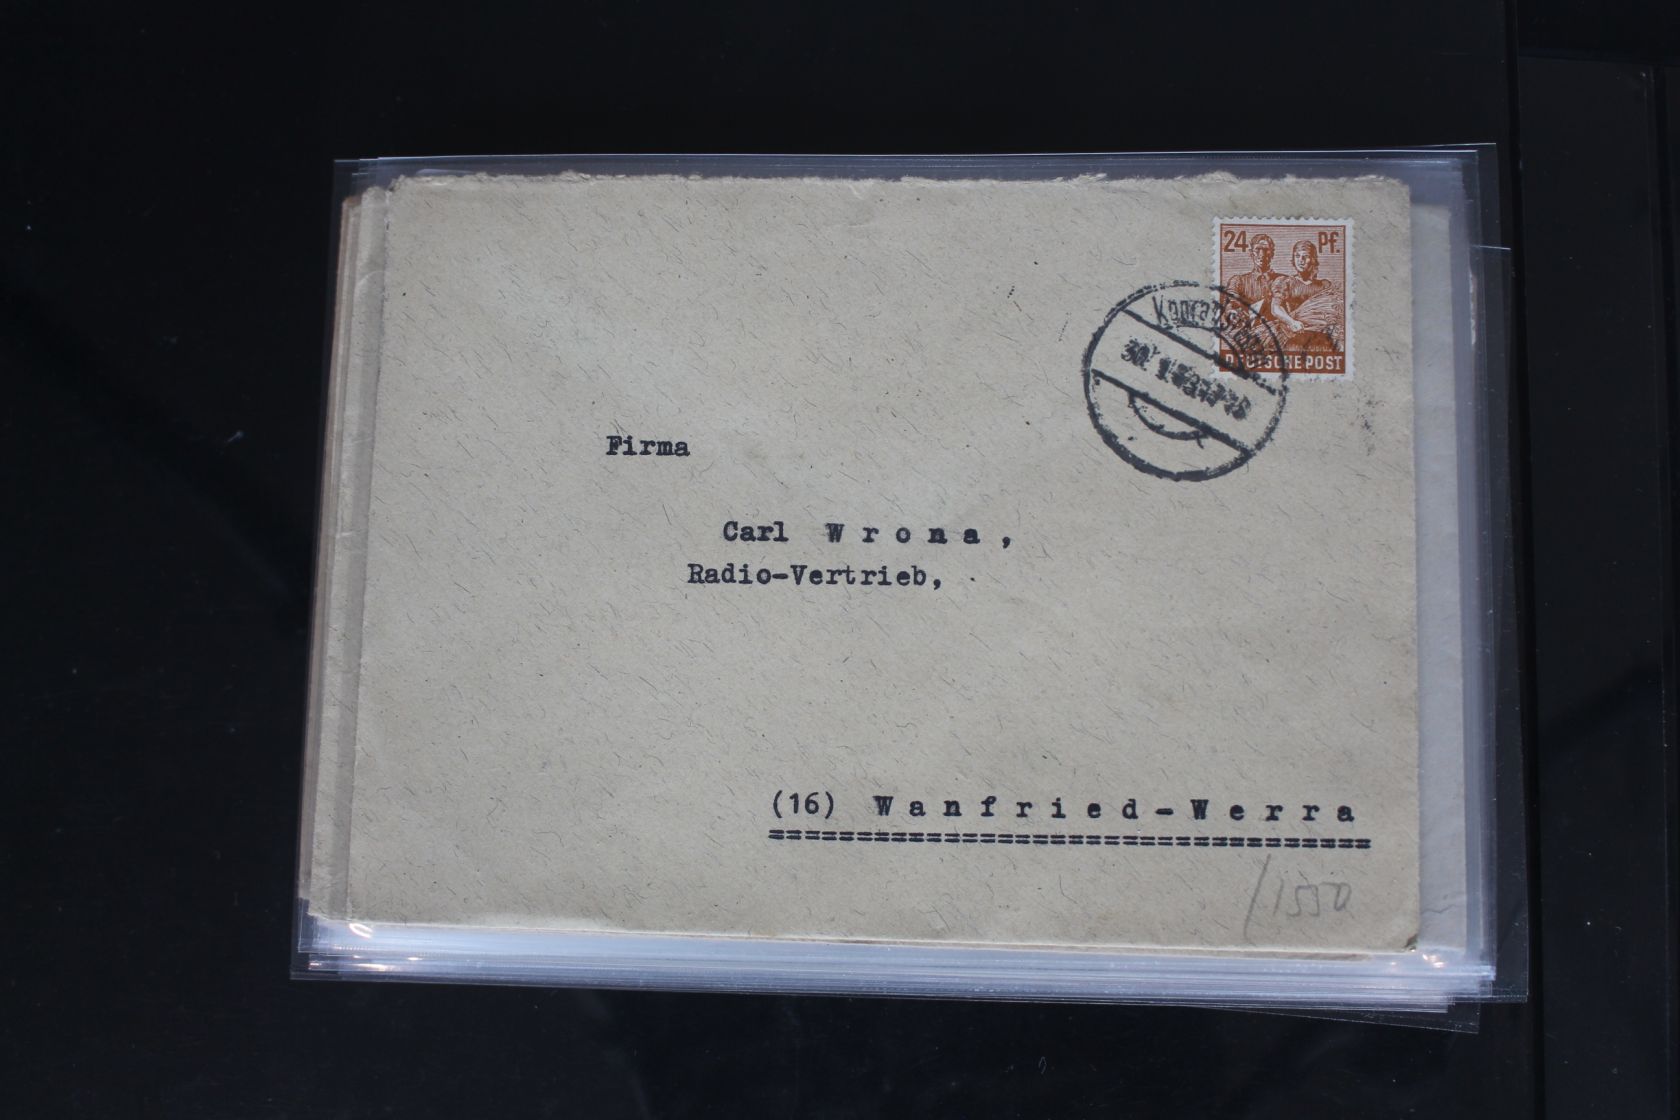 24 Pf.
DEUTSCHE POST
Firma
Carl Wrona,
Radio-Vertrieb,
(16) Wanfried-Werra
/1550